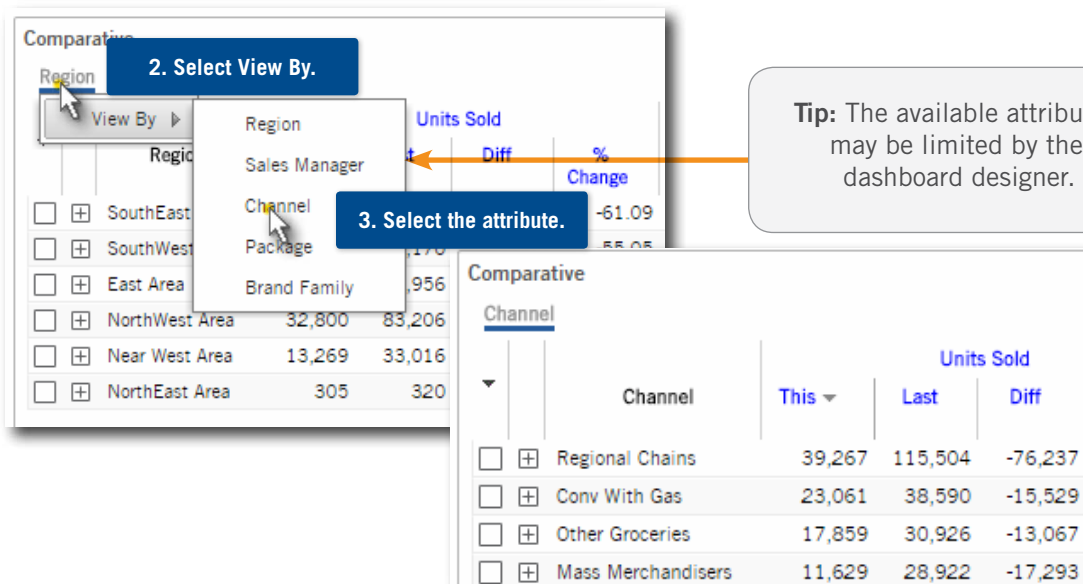 Comparative
2. Select View By.
Region
View By
Region
Sales Manager
Channel
Package
Brand Family
3. Select the attribute.
Units Sold
Diff
%
Change
SouthEast -61.09
SouthWest
East Area ,956
NorthWest Area 32,800 83,206
Near West Area 13,269 33,016
NorthEast Area 305 320
Tip: The available
may be limited by the
dashboard designer.
Comparative
Channel
Units Sold
Channel This Last Diff
Regional Chains 39,267 115,504 -76,237
Conv With Gas 23,061 38,590 -15,529
Other Groceries 17,859 30,926 -13,067
Mass Merchandisers 11,629 28,922 -17,293